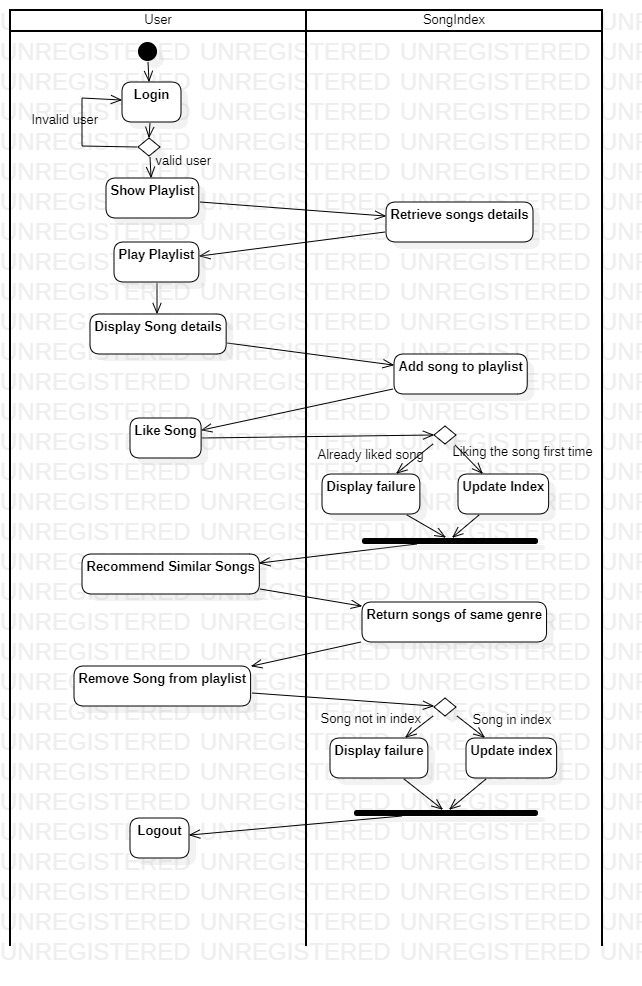 User
SongIndex
Login
Invalid user
valid user
Show Playlist
Retrieve songs details
Play Playlist
Display Song details
Add song to playlist
Like Song
Already liked song
Liking the song first time
Display failure
Update Index
Recommend Similar Songs
Return songs of same genre
Remove Song from playlist
Song not in index
Song in index
Display failure
Update index
Logout
UNREGISTERED